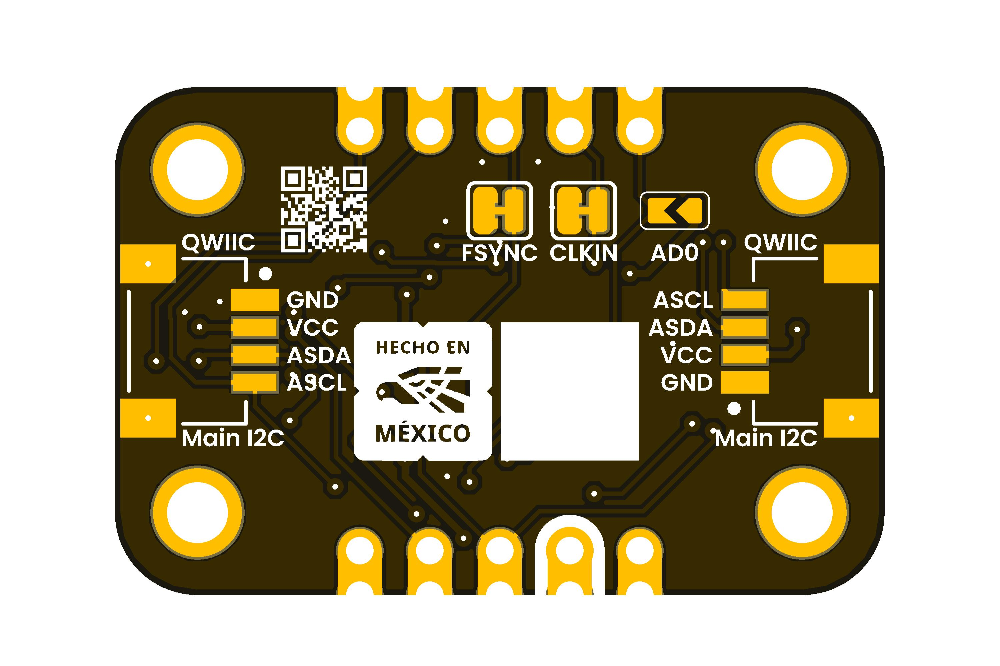 QWIIC
FSYNC
CLKIN
AD0
QWIIC
GND
VCC
ASDA
ASCL
Main I2C
HECHO EN
MÉXICO
ASCL
ASDA
VCC
GND
Main I2C